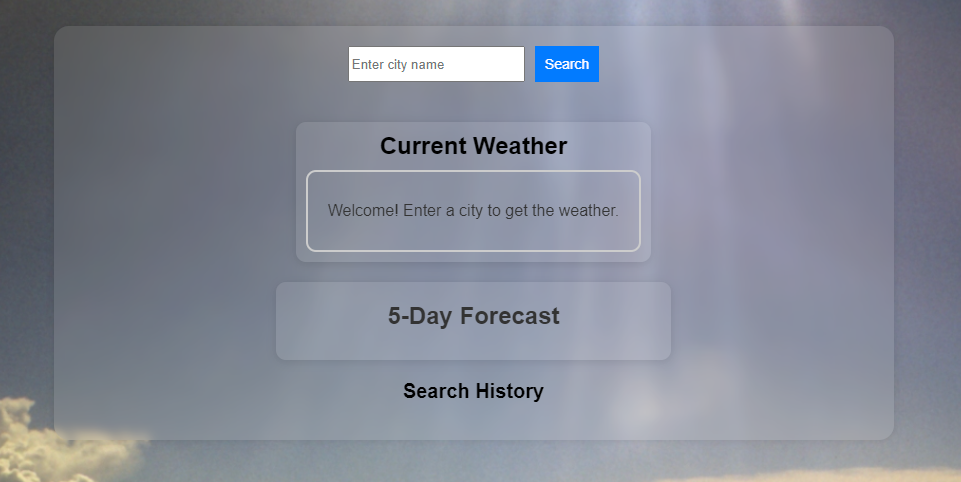 Enter city name
Search
Current Weather
Welcome! Enter a city to get the weather.
5-Day Forecast
Search History